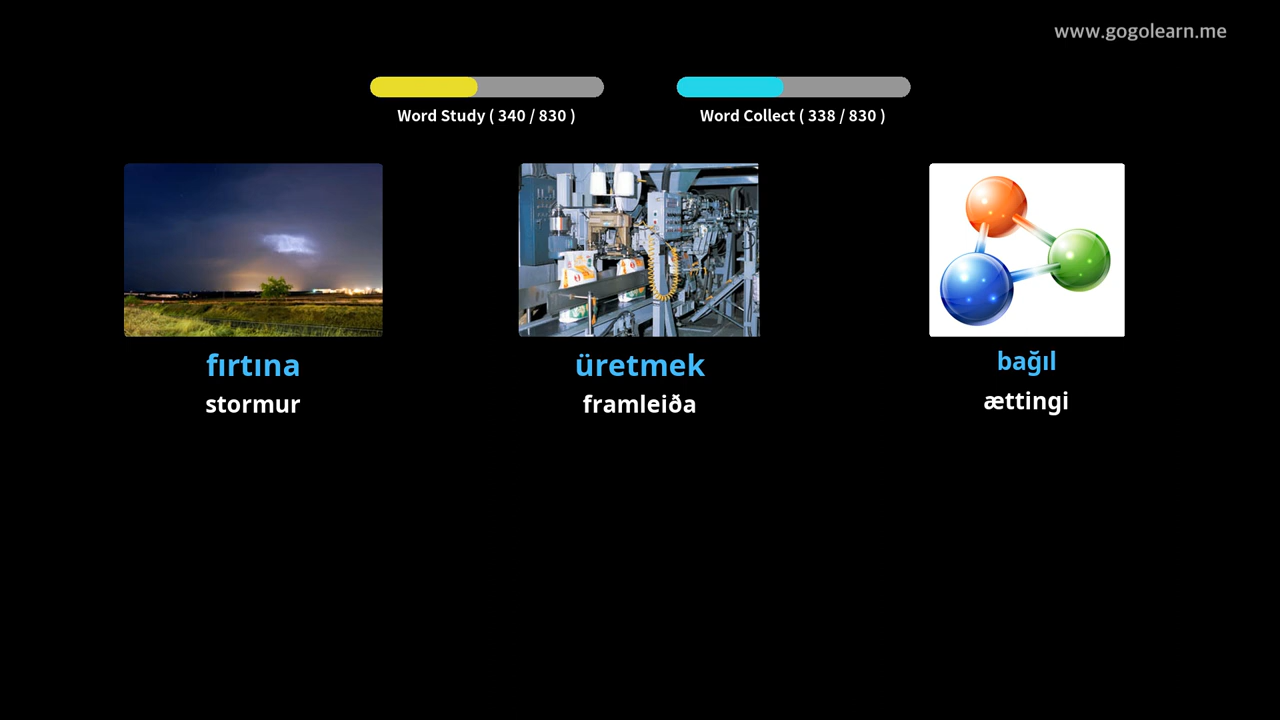 www.gogolearn.me
Word Study ( 340 / 830 )
Word Collect ( 338 / 830 )
fırtına
stormur
üretmek
framleiða
bağıl
ættingi